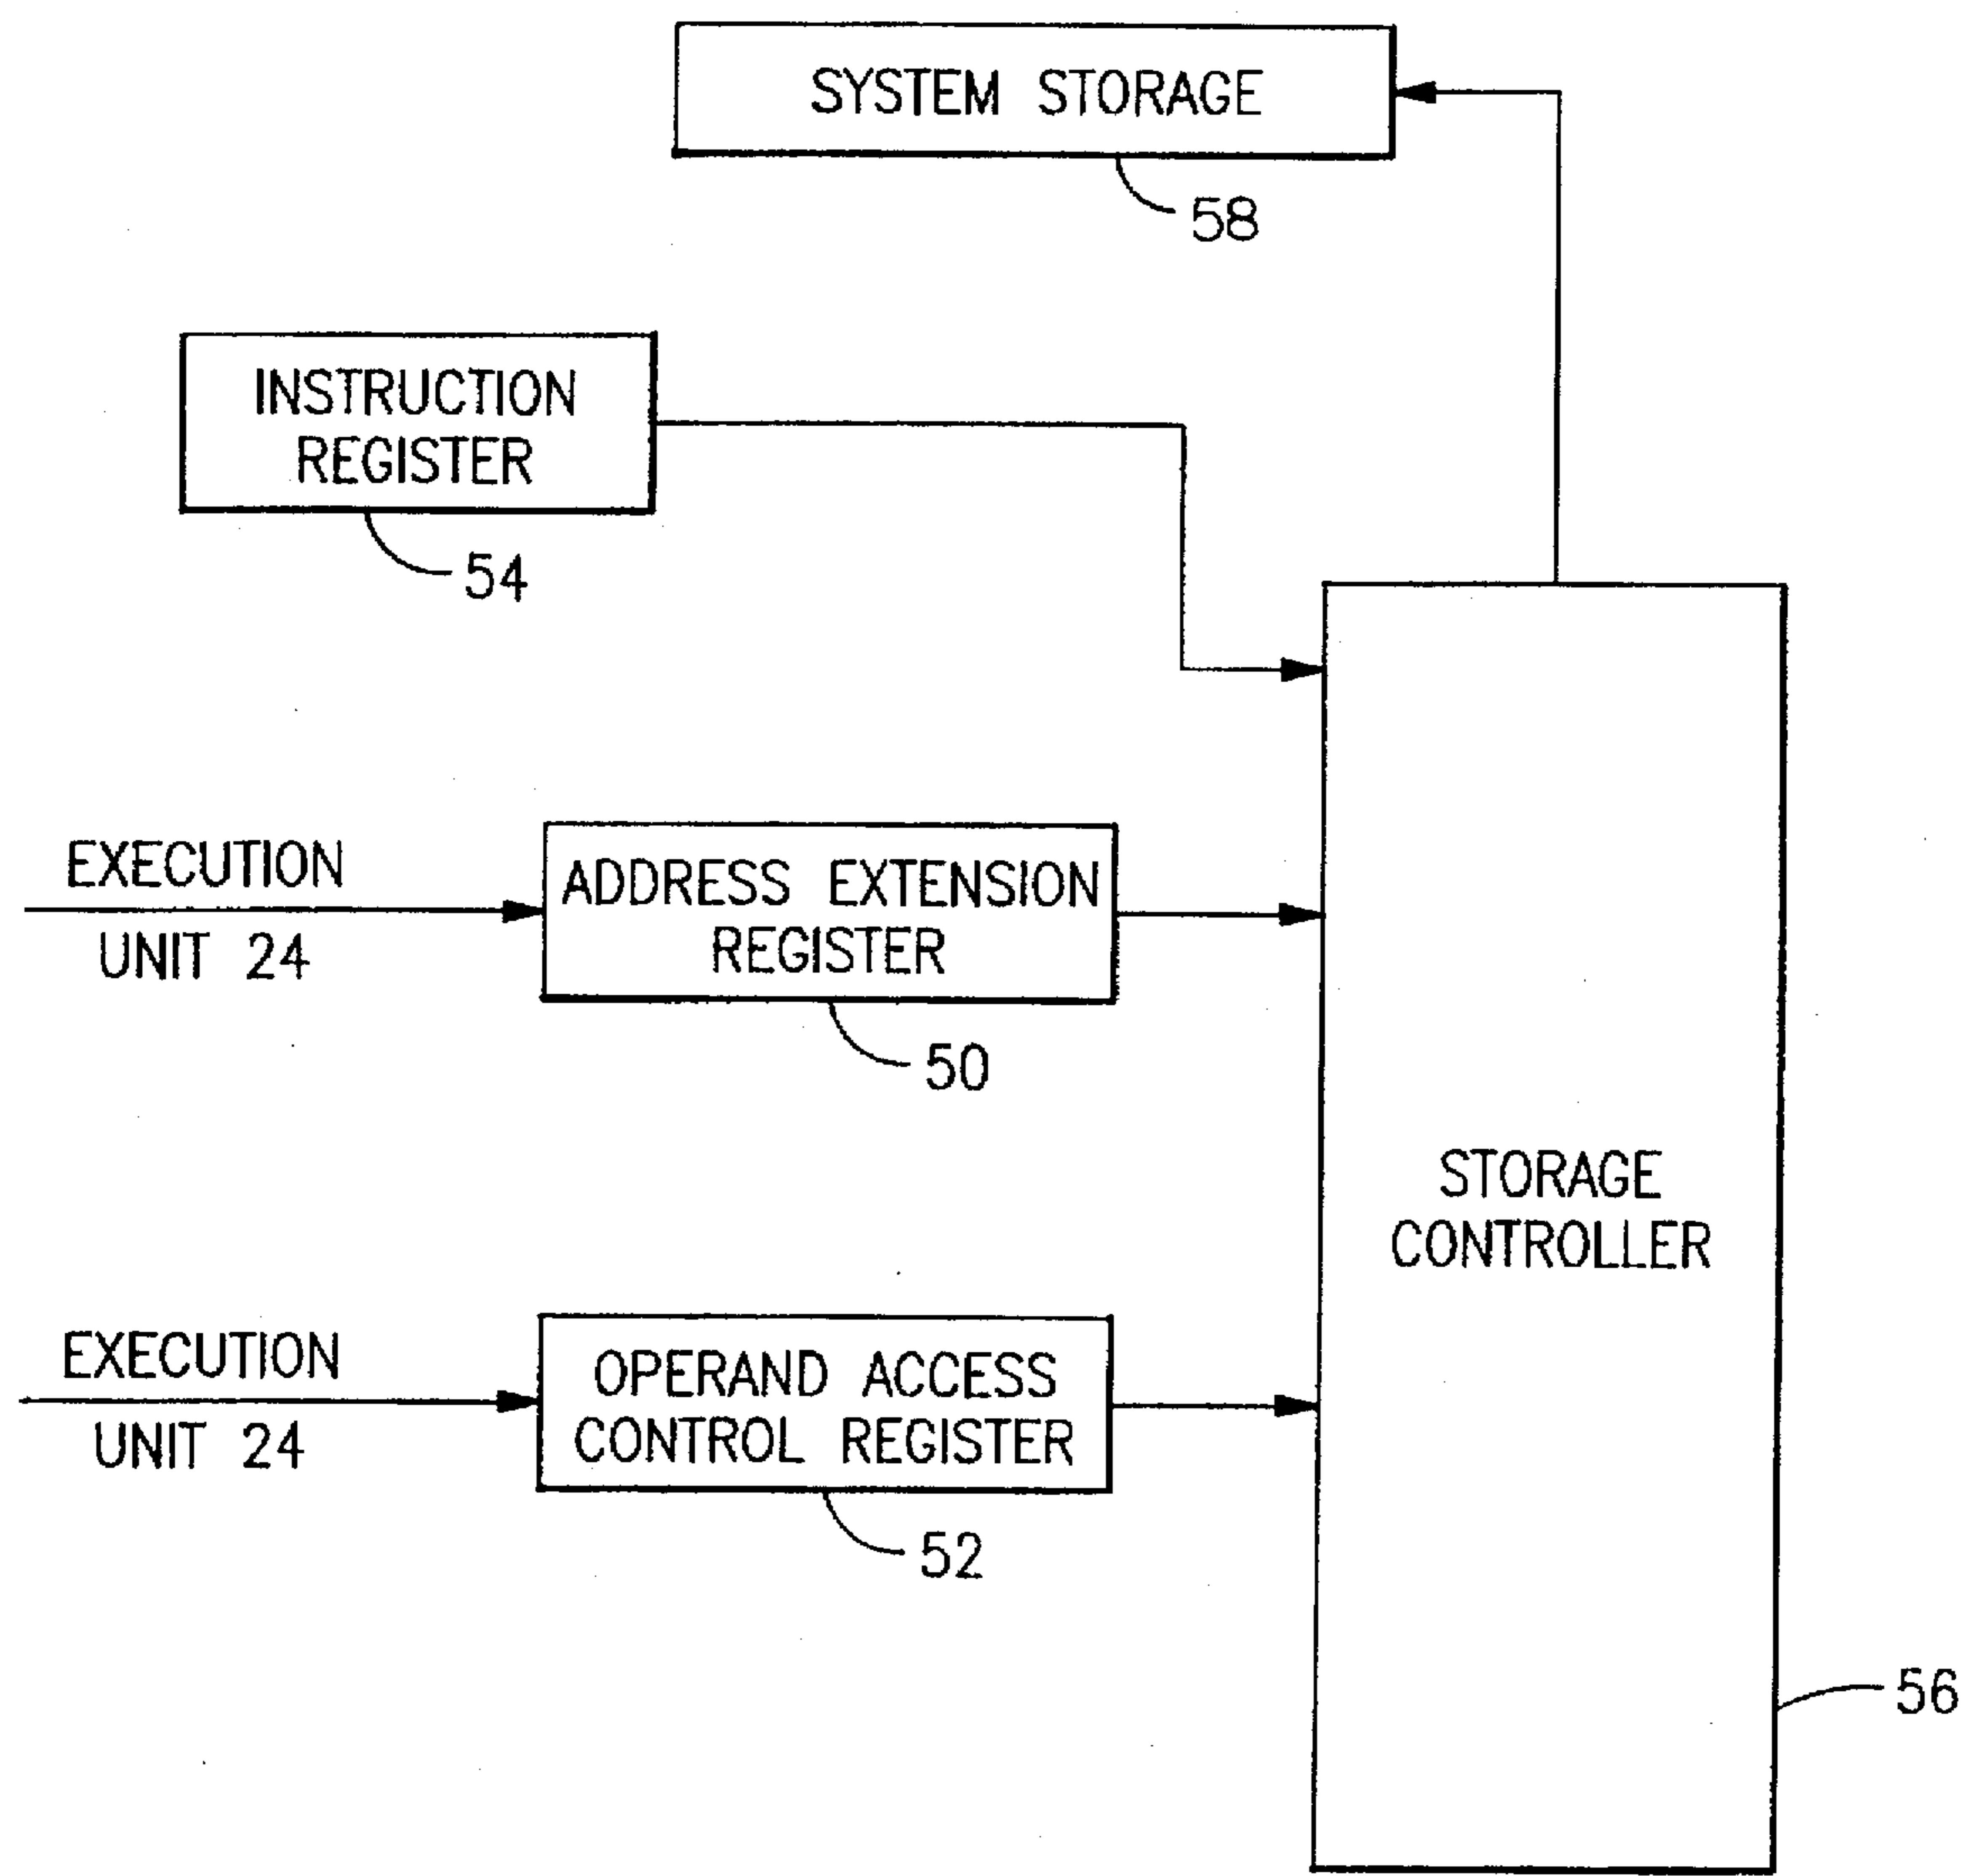 SYSTEM STORAGE
58
INSTRUCTION
REGISTER
54
EXECUTION
UNIT 24
ADDRESS EXTENSION
REGISTER
50
STORAGE
CONTROLLER
EXECUTION
UNIT 24
OPERAND ACCESS
CONTROL REGISTER
52
56